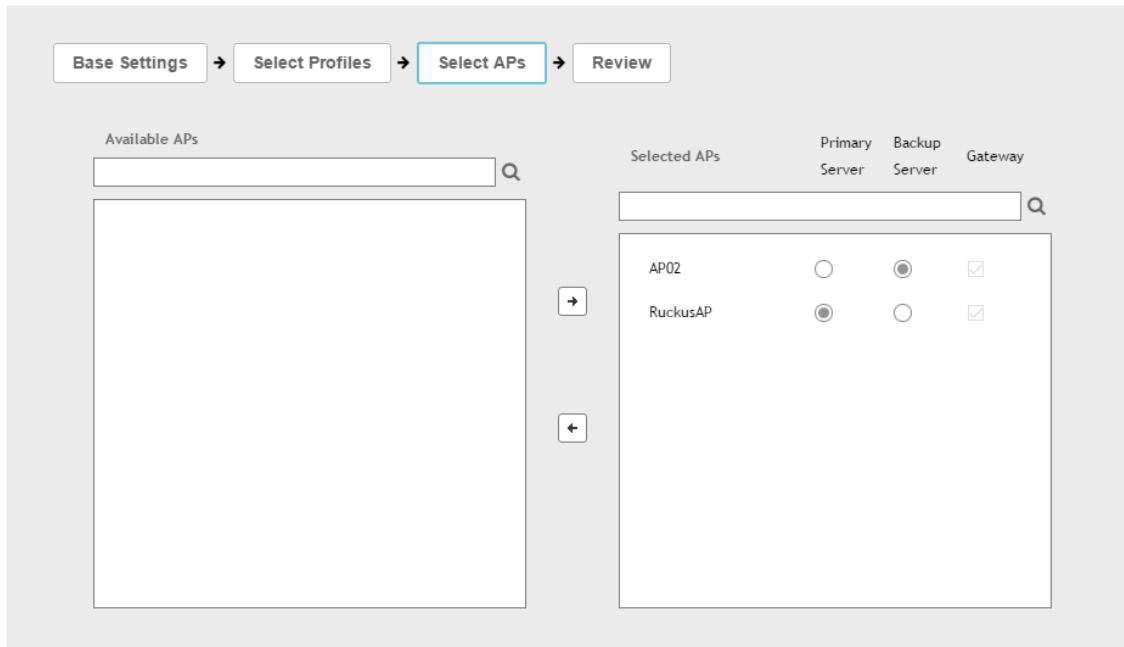 Base Settings → Select Profiles → Select APs → Review
Available APs
Selected APs Primary Server Backup Server Gateway
AP02
RuckusAP